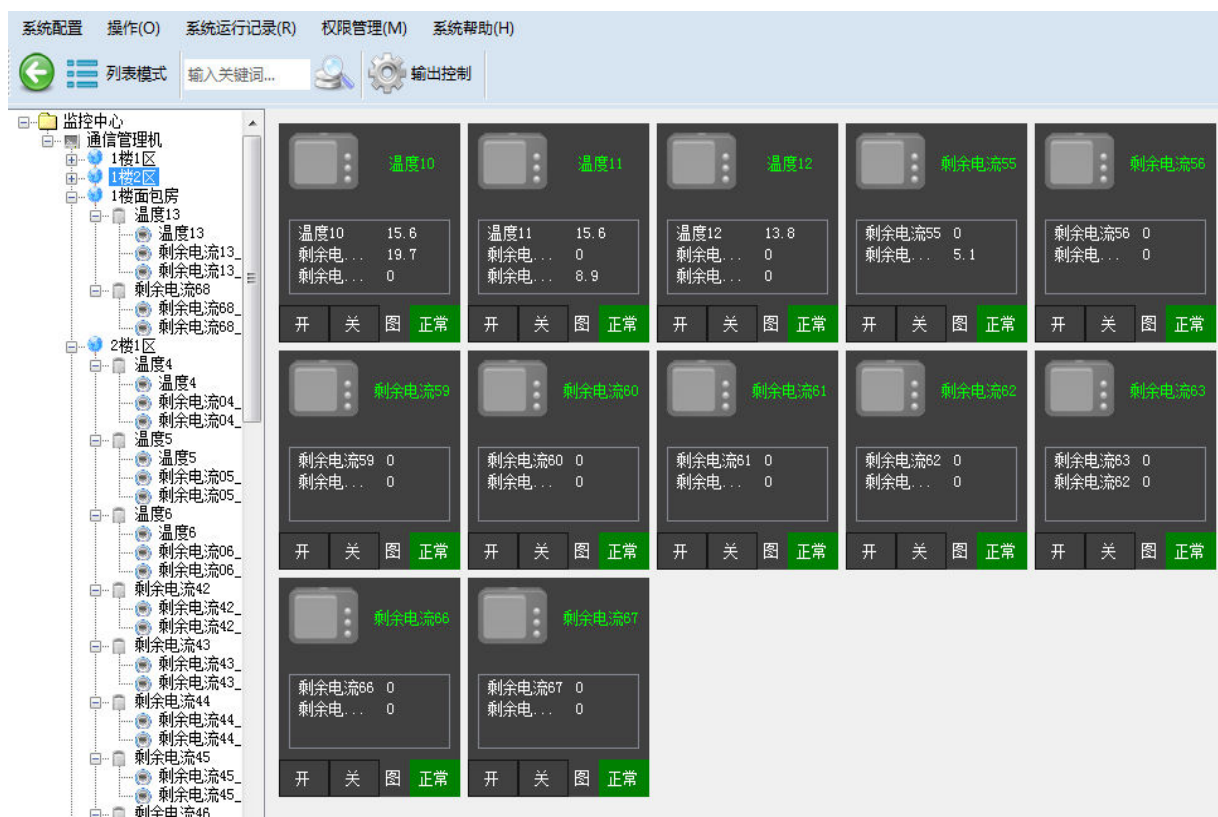 系统配置 操作(O) 系统运行记录(R) 权限管理(M) 系统帮助(H)
列表模式 输入关键词... 输出控制
监控中心
通信管理机
1楼1区
1楼2区
1楼面包房
温度13
温度13
剩余电流13_
剩余电流13_
剩余电流68
剩余电流68_
剩余电流68_
2楼1区
温度4
温度4
剩余电流04_
剩余电流04_
温度5
温度5
剩余电流05_
剩余电流05_
温度6
温度6
剩余电流06_
剩余电流06_
剩余电流42
剩余电流42_
剩余电流42_
剩余电流43
剩余电流43_
剩余电流43_
剩余电流44
剩余电流44_
剩余电流44_
剩余电流45
剩余电流45_
剩余电流45_
剩余电流46
温度10 温度11 温度12 剩余电流55 剩余电流56
温度10 15.6 温度11 15.6 温度12 13.8 剩余电流55 0 剩余电流56 0
剩余电... 19.7 剩余电... 0 剩余电... 0 剩余电... 5.1 剩余电... 0
剩余电... 0 剩余电... 8.9 剩余电... 0
开 关 图 正常 开 关 图 正常 开 关 图 正常 开 关 图 正常 开 关 图 正常
剩余电流59 剩余电流60 剩余电流61 剩余电流62 剩余电流63
剩余电流59 0 剩余电流60 0 剩余电流61 0 剩余电流62 0 剩余电流63 0
剩余电... 0 剩余电... 0 剩余电... 0 剩余电... 0 剩余电流62 0
开 关 图 正常 开 关 图 正常 开 关 图 正常 开 关 图 正常 开 关 图 正常
剩余电流66 剩余电流67
剩余电流66 0 剩余电流67 0
剩余电... 0 剩余电... 0
开 关 图 正常 开 关 图 正常